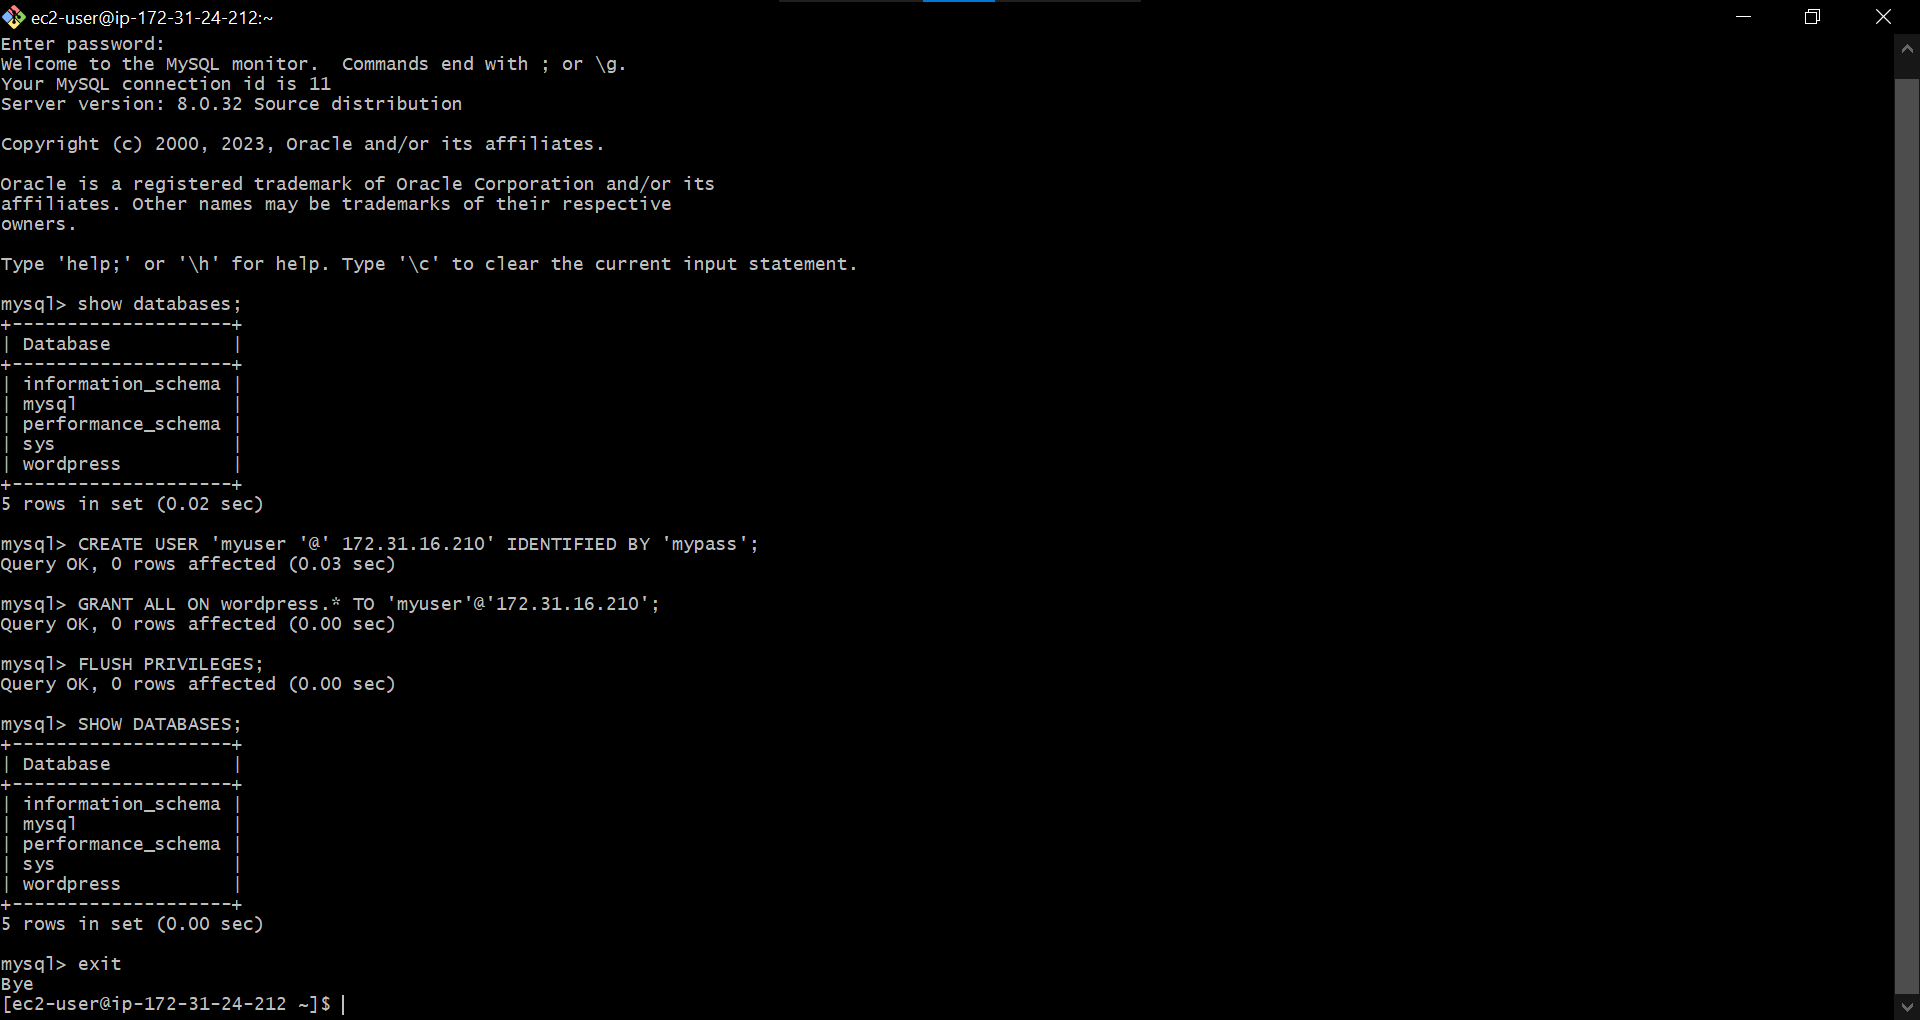 ec2-user@ip-172-31-24-212:~
Enter password:
Welcome to the MySQL monitor.  Commands end with ; or \g.
Your MySQL connection id is 11
Server version: 8.0.32 Source distribution

Copyright (c) 2000, 2023, Oracle and/or its affiliates.

Oracle is a registered trademark of Oracle Corporation and/or its
affiliates. Other names may be trademarks of their respective
owners.

Type 'help;' or '\h' for help. Type '\c' to clear the current input statement.

mysql> show databases;
+--------------------+
| Database           |
+--------------------+
| information_schema |
| mysql              |
| performance_schema |
| sys                |
| wordpress          |
+--------------------+
5 rows in set (0.02 sec)

mysql> CREATE USER 'myuser '@' 172.31.16.210' IDENTIFIED BY 'mypass';
Query OK, 0 rows affected (0.03 sec)

mysql> GRANT ALL ON wordpress.* TO 'myuser'@'172.31.16.210';
Query OK, 0 rows affected (0.00 sec)

mysql> FLUSH PRIVILEGES;
Query OK, 0 rows affected (0.00 sec)

mysql> SHOW DATABASES;
+--------------------+
| Database           |
+--------------------+
| information_schema |
| mysql              |
| performance_schema |
| sys                |
| wordpress          |
+--------------------+
5 rows in set (0.00 sec)

mysql> exit
Bye
[ec2-user@ip-172-31-24-212 ~]$